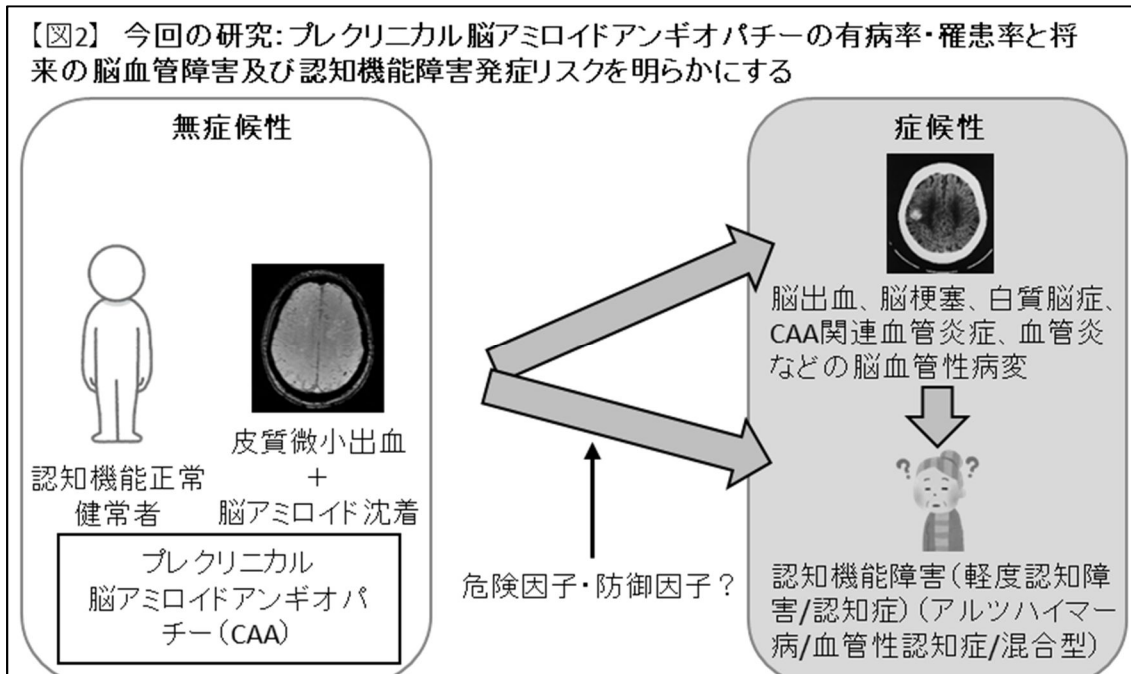 【図2】 今回の研究:プレクリニカル脳アミロイドアンギオパチーの有病率・罹患率と将
来の脳血管障害及び認知機能障害発症リスクを明らかにする
無症候性
認知機能正常
健常者
皮質微小出血
+
脳アミロイド沈着
プレクリニカル
脳アミロイドアンギオパ
チー(CAA)
危険因子・防御因子?
症候性
脳出血、脳梗塞、白質脳症、
CAA関連血管炎症、血管炎
などの脳血管性病変
? ?
認知機能障害(軽度認知障
害/認知症)(アルツハイマー
病/血管性認知症/混合型)